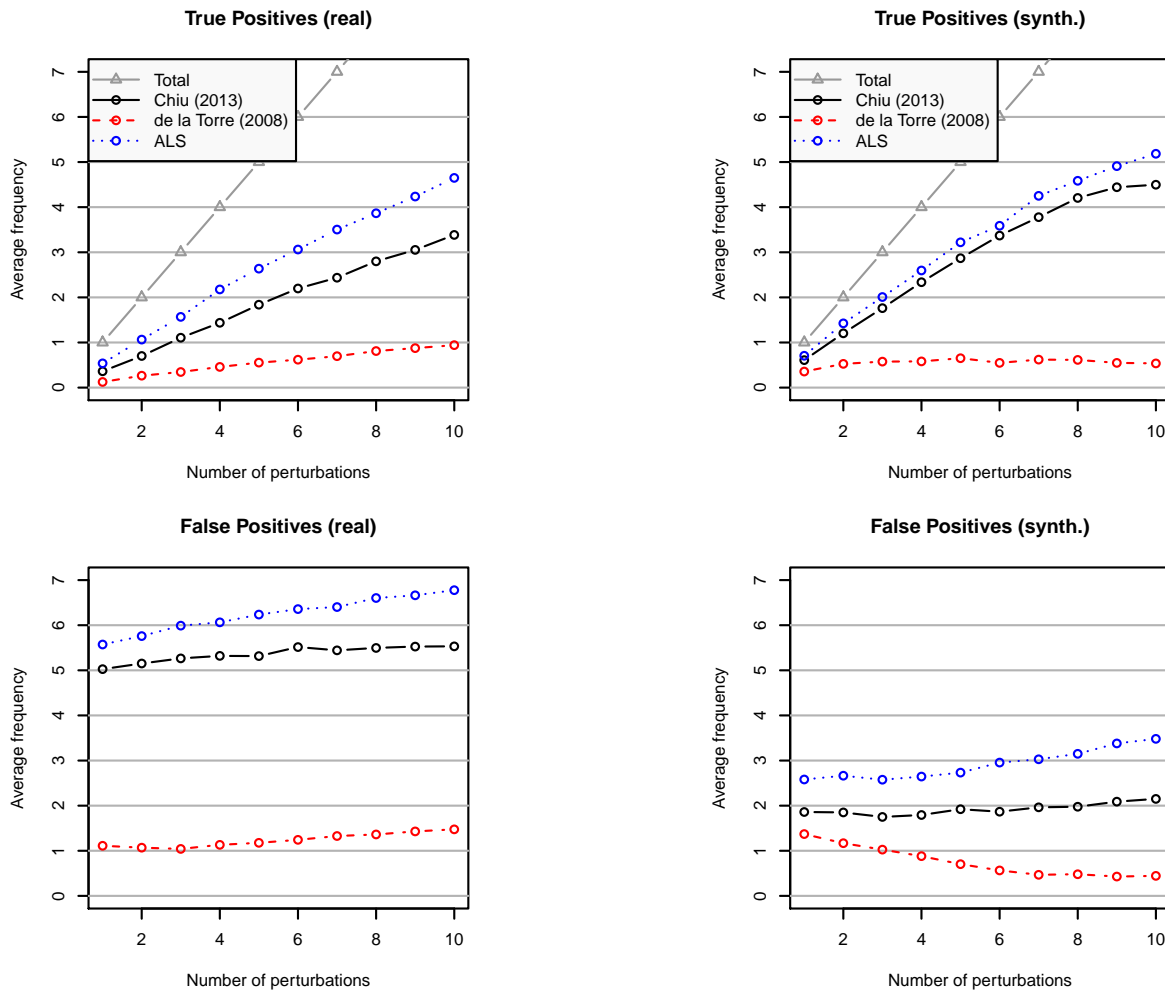 True Positives (real)
Average frequency
7
6
5
4
3
2
1
0
Total
Chiu (2013)
de la Torre (2008)
ALS
2 4 6 8 10
Number of perturbations
True Positives (synth.)
Average frequency
7
6
5
4
3
2
1
0
Total
Chiu (2013)
de la Torre (2008)
ALS
2 4 6 8 10
Number of perturbations
False Positives (real)
Average frequency
7
6
5
4
3
2
1
0
2 4 6 8 10
Number of perturbations
False Positives (synth.)
Average frequency
7
6
5
4
3
2
1
0
2 4 6 8 10
Number of perturbations